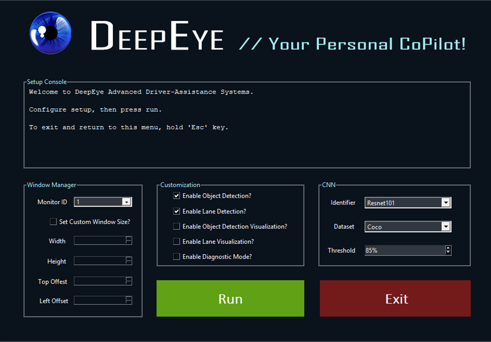 DEEPEYE // Your Personal CoPilot!
Setup Console
Welcome to DeepEye Advanced Driver-Assistance Systems.
Configure setup, then press run.
To exit and return to this menu, hold 'Esc' key.
Window Manager
Monitor ID 1
Set Custom Window Size?
Width
Height
Top Offest
Left Offset
Customization
Enable Object Detection?
Enable Lane Detection?
Enable Object Detection Visualization?
Enable Lane Visualization?
Enable Diagnostic Mode?
CNN
Identifier Resnet101
Dataset Coco
Threshold 85%
Run
Exit